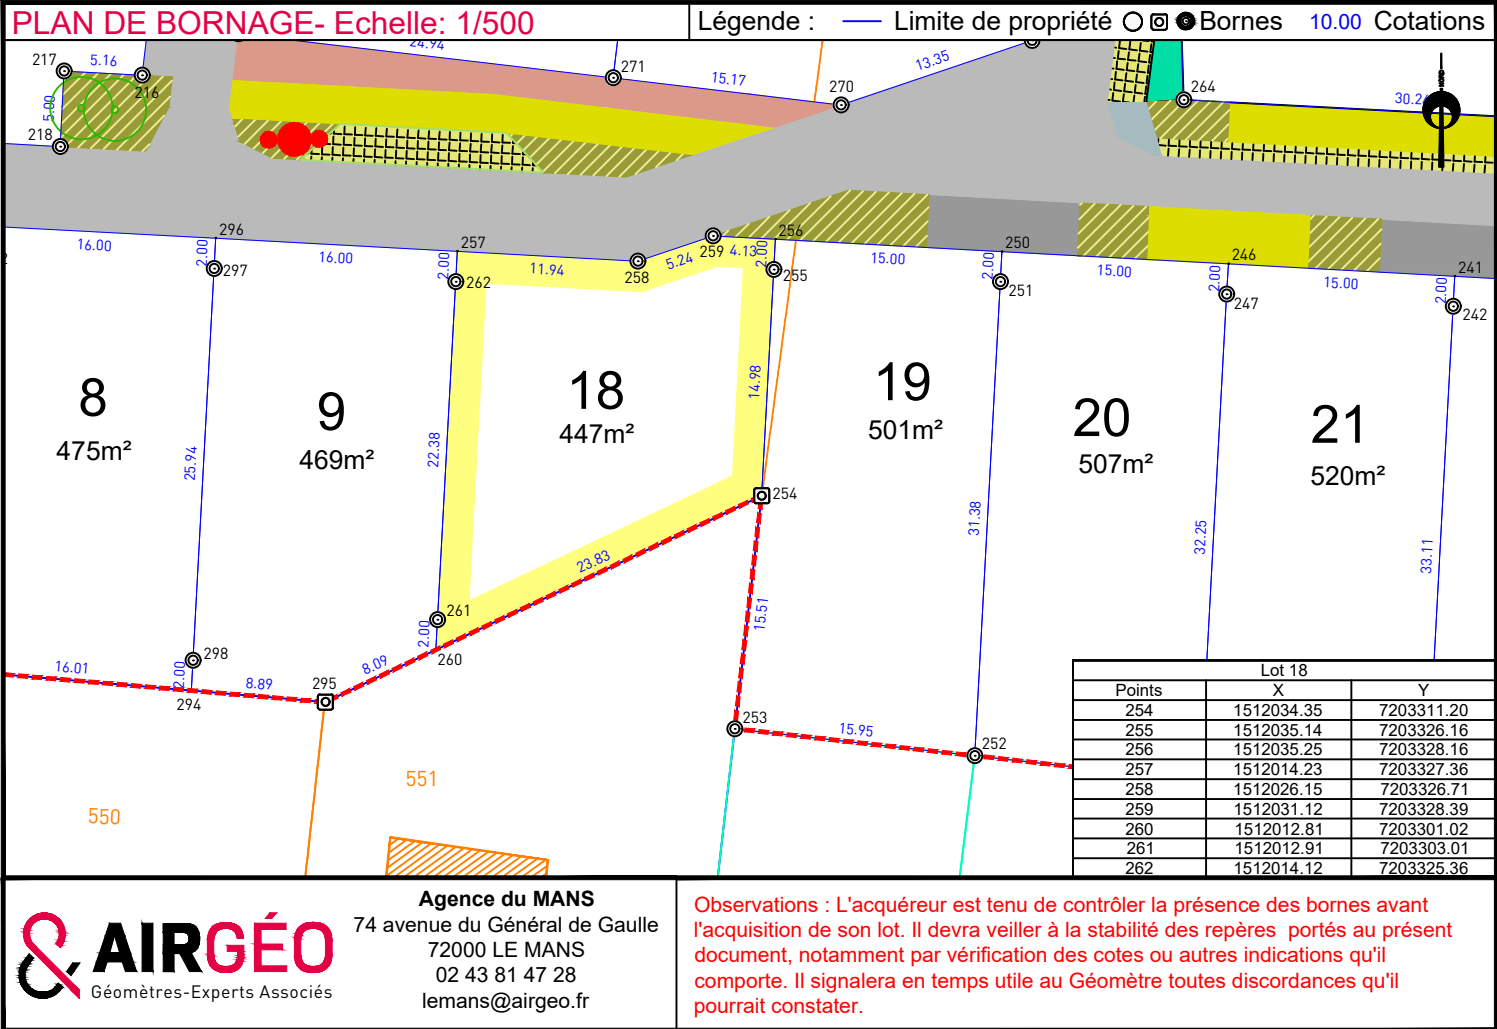 PLAN DE BORNAGE- Echelle: 1/500
Légende : Limite de propriété Bornes 10.00 Cotations
217 5.16 216 5.00 218
24.94 271 15.17 270 13.35
264 30.24
16.00 296 2.00 297
16.00 257 2.00 262
11.94 258 5.24 259 4.13 256 2.00 255
15.00 250 2.00 251
15.00 246 2.00 247
15.00 241 2.00 242
8
475m²
25.94
9
469m²
22.38
18
447m²
14.98
19
501m²
31.38
20
507m²
32.25
21
520m²
33.11
254
23.83
15.51
261
2.00
260
8.09
298
2.00
294
16.01
8.89
295
253
15.95
252
551
550
Lot 18
Points X Y
254 1512034.35 7203311.20
255 1512035.14 7203326.16
256 1512035.25 7203328.16
257 1512014.23 7203327.36
258 1512026.15 7203326.71
259 1512031.12 7203328.39
260 1512012.81 7203301.02
261 1512012.91 7203303.01
262 1512014.12 7203325.36
AIRGÉO
Géomètres-Experts Associés
Agence du MANS
74 avenue du Général de Gaulle
72000 LE MANS
02 43 81 47 28
lemans@airgeo.fr
Observations : L'acquéreur est tenu de contrôler la présence des bornes avant
l'acquisition de son lot. Il devra veiller à la stabilité des repères portés au présent
document, notamment par vérification des cotes ou autres indications qu'il
comporte. Il signalera en temps utile au Géomètre toutes discordances qu'il
pourrait constater.